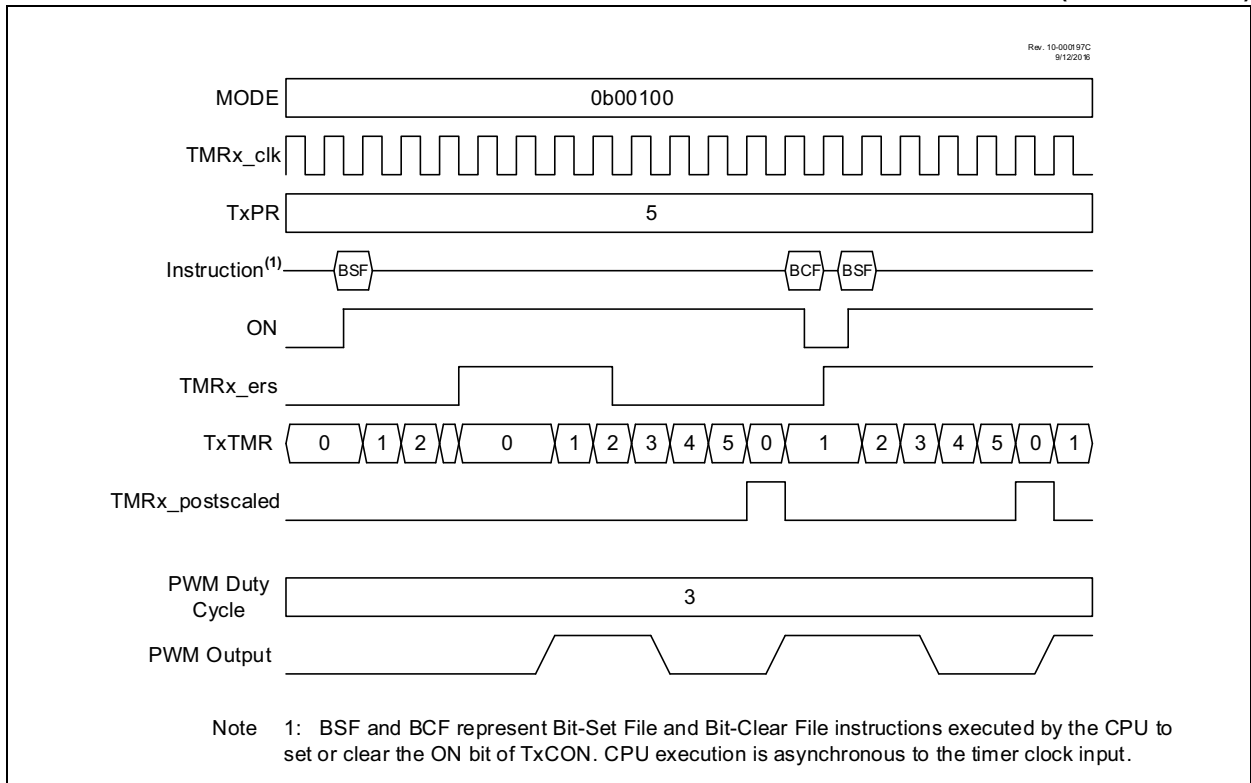 Rev. 10-000197C
9/12/2016
MODE 0b00100
TMRx_clk
TxPR 5
Instruction(1) BSF BCF BSF
ON
TMRx_ers
TxTMR 0 1 2 0 1 2 3 4 5 0 1 2 3 4 5 0 1
TMRx_postscaled
PWM Duty
Cycle
3
PWM Output
Note 1: BSF and BCF represent Bit-Set File and Bit-Clear File instructions executed by the CPU to
set or clear the ON bit of TxCON. CPU execution is asynchronous to the timer clock input.